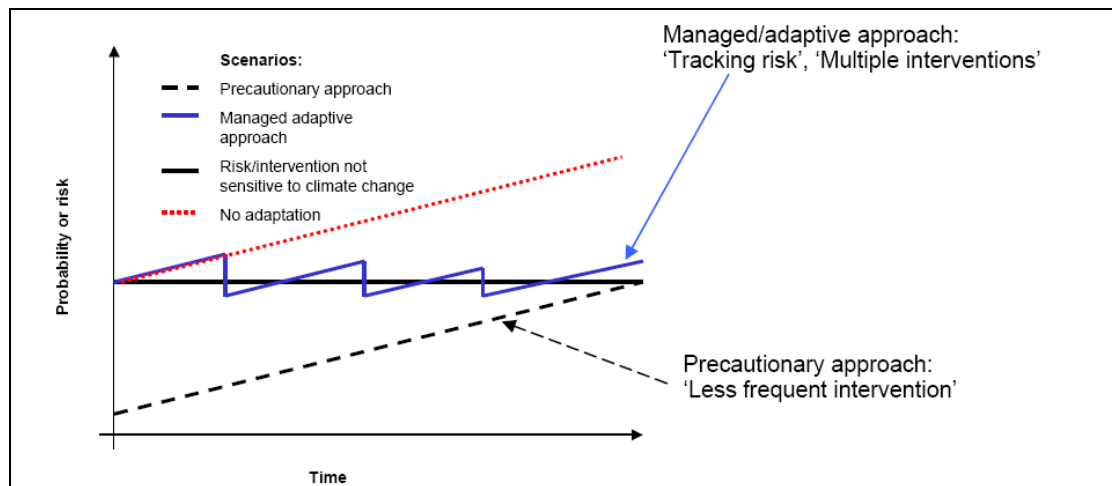 Managed/adaptive approach:
‘Tracking risk’, ‘Multiple interventions’
Scenarios:
Precautionary approach
Managed adaptive
approach
Risk/intervention not
sensitive to climate change
No adaptation
Probability or risk
Precautionary approach:
‘Less frequent intervention’
Time